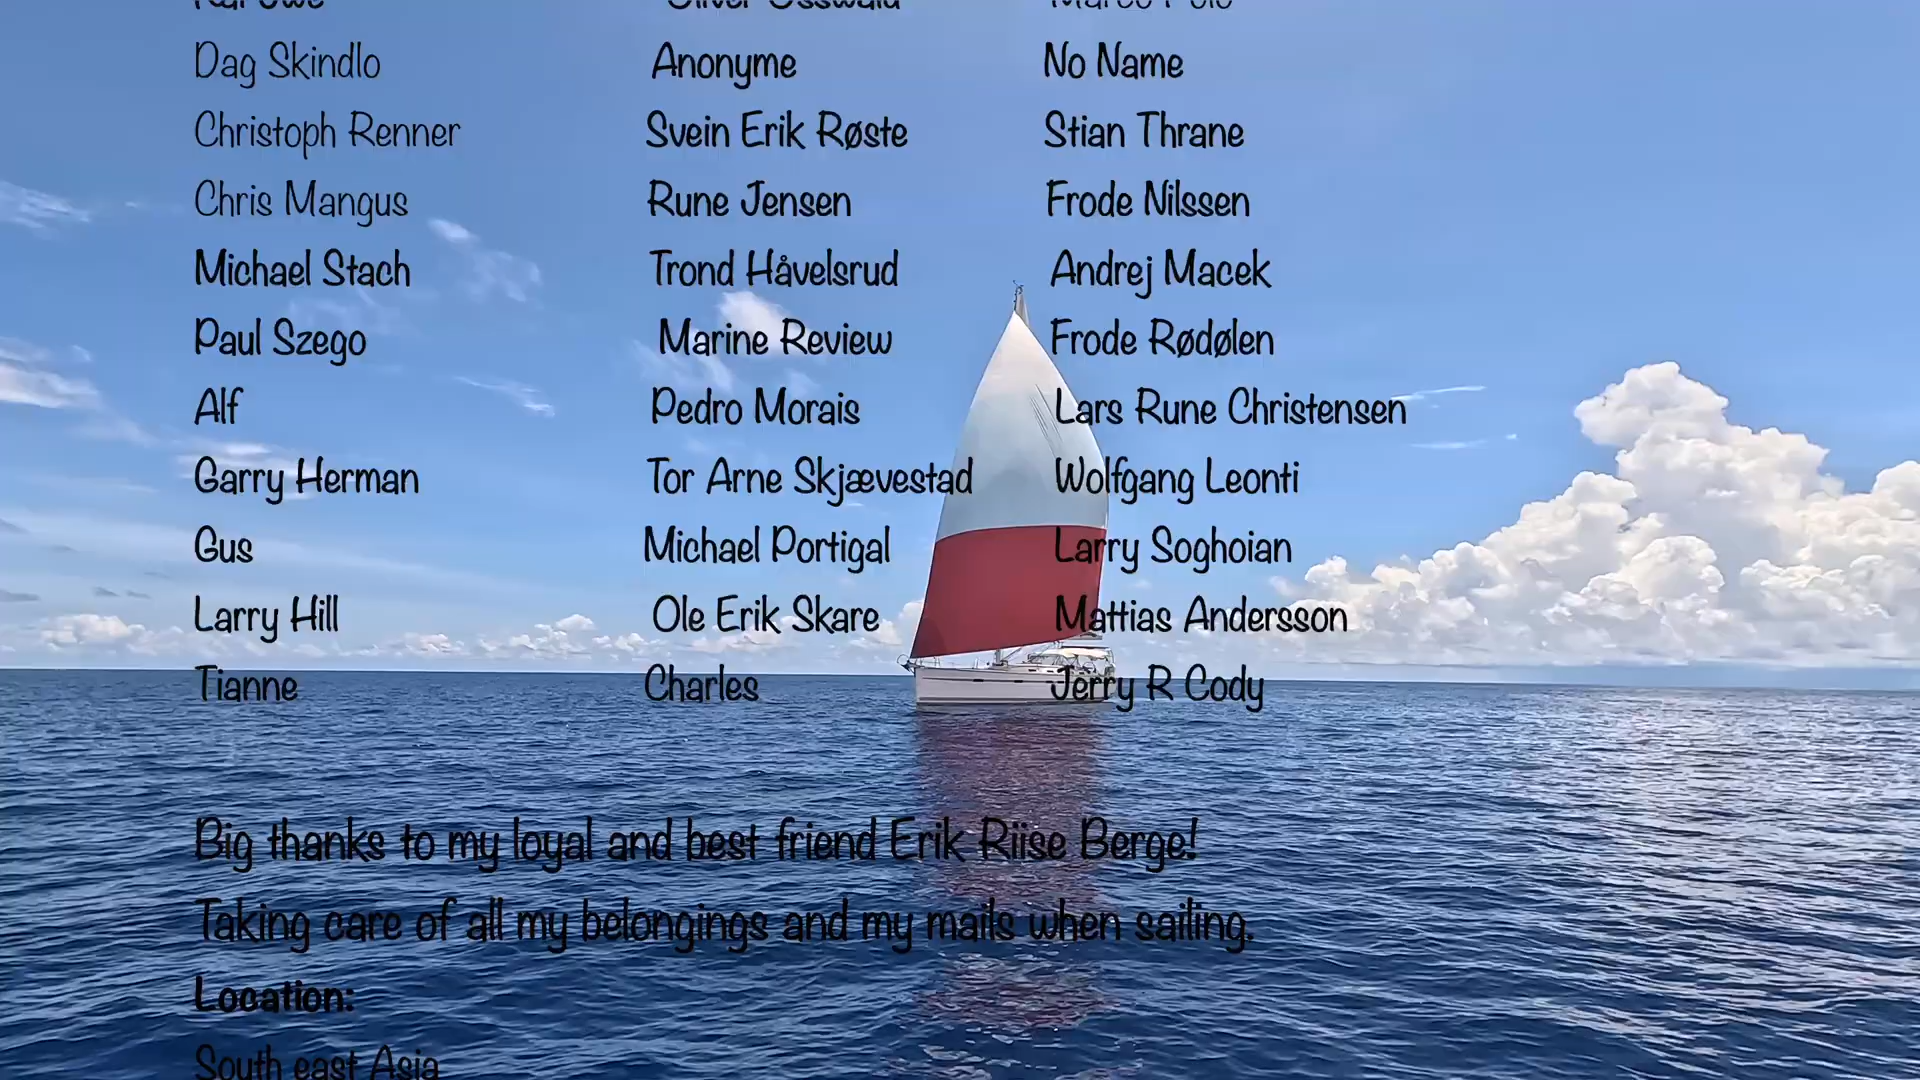 Dag Skindlo Anonyme No Name
Christoph Renner Svein Erik Røste Stian Thrane
Chris Mangus Rune Jensen Frode Nilssen
Michael Stach Trond Håvelsrud Andrej Macek
Paul Szego Marine Review Frode Rødølen
Alf Pedro Morais Lars Rune Christensen
Garry Herman Tor Arne Skjævestad Wolfgang Leonti
Gus Michael Portigal Larry Soghoian
Larry Hill Ole Erik Skare Mattias Andersson
Tianne Charles Jerry R Cody
Big thanks to my loyal and best friend Erik Riise Berge!
Taking care of all my belongings and my mails when sailing.
Location:
South east Asia